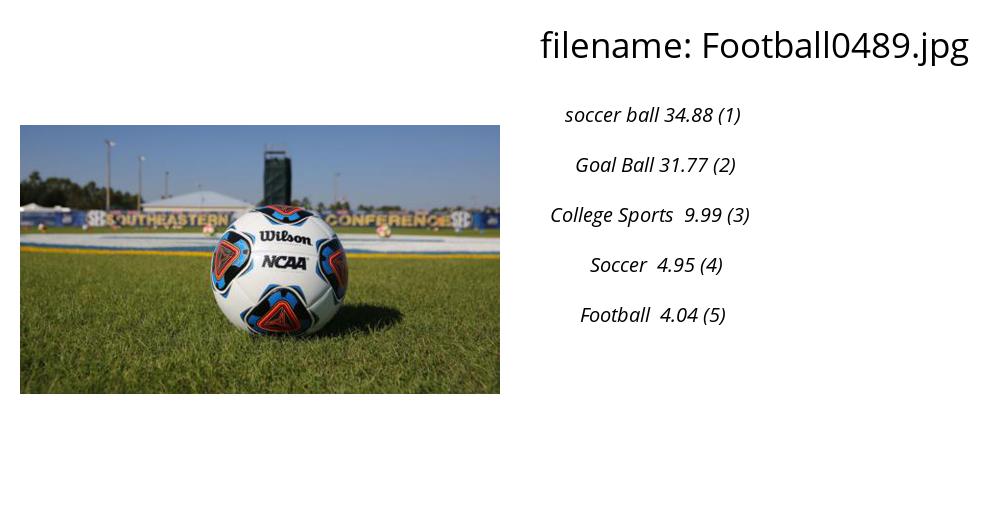 filename: Football0489.jpg
soccer ball 34.88 (1)
Goal Ball 31.77 (2)
College Sports 9.99 (3)
Soccer 4.95 (4)
Football 4.04 (5)
SEC SOUTHEASTERN CONFERENCE SEC
Wilson
NCAA